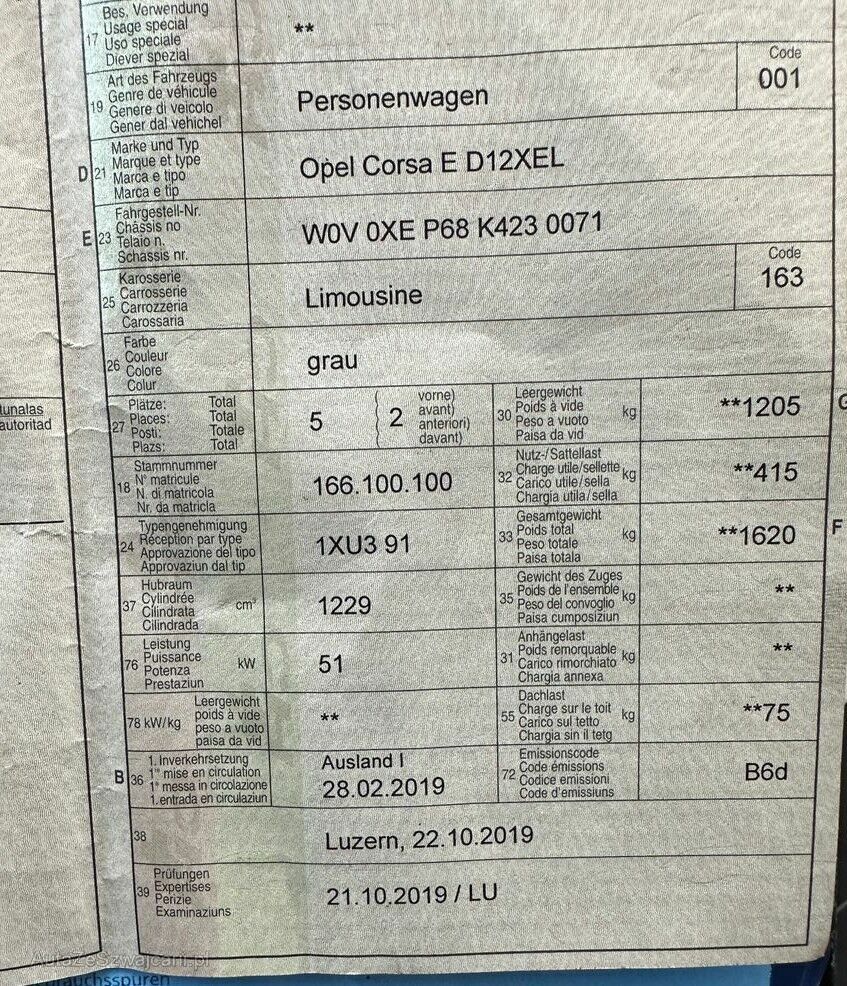 17
Bes. Verwendung
Usage spécial
Uso speciale
Diever spezial
**
19
Art des Fahrzeugs
Genre de véhicule
Genere di veicolo
Gener dal vehichel
Personenwagen
Code
001
D 21
Marke und Typ
Marque et type
Marca e tipo
Marca e tip
Opel Corsa E D12XEL
E 23
Fahrgestell-Nr.
Châssis no
Telaio n.
Schassis nr.
W0V 0XE P68 K423 0071
25
Karosserie
Carrosserie
Carrozzeria
Carossaria
Limousine
Code
163
26
Farbe
Couleur
Colore
Colur
grau
27
Plätze: Total
Places: Total
Posti: Totale
Plazs: Total
5
( 2
vorne)
avant)
anteriori)
davant)
30
Leergewicht
Poids à vide
Peso a vuoto
Paisa da vid
kg
**1205
G
tunalas
autoritad
18
Stammnummer
N° matricule
N. di matricola
Nr. da matricla
166.100.100
32
Nutz-/Sattellast
Charge utile/sellette
Carico utile/sella
Chargia utila/sella
kg
**415
24
Typengenehmigung
Réception par type
Approvazione del tipo
Approvaziun dal tip
1XU3 91
33
Gesamtgewicht
Poids total
Peso totale
Paisa totala
kg
**1620
F
37
Hubraum
Cylindrée
Cilindrata
Cilindrada
cm³
1229
35
Gewicht des Zuges
Poids de l'ensemble
Peso del convoglio
Paisa cumposiziun
kg
**
76
Leistung
Puissance
Potenza
Prestaziun
kW
51
31
Anhängelast
Poids remorquable
Carico rimorchiato
Chargia annexa
kg
**
78 kW/kg
Leergewicht
poids à vide
peso a vuoto
paisa da vid
**
55
Dachlast
Charge sur le toit
Carico sul tetto
Chargia sin il tetg
kg
**75
B 36
1. Inverkehrsetzung
1re mise en circulation
1a messa in circolazione
1. entrada en circulaziun
Ausland I
28.02.2019
72
Emissionscode
Code émissions
Codice emissioni
Code d'emissiuns
B6d
38
Luzern, 22.10.2019
39
Prüfungen
Expertises
Perizie
Examinaziuns
21.10.2019 / LU
AutazeSzwajcarii.pl
brauchsspuren